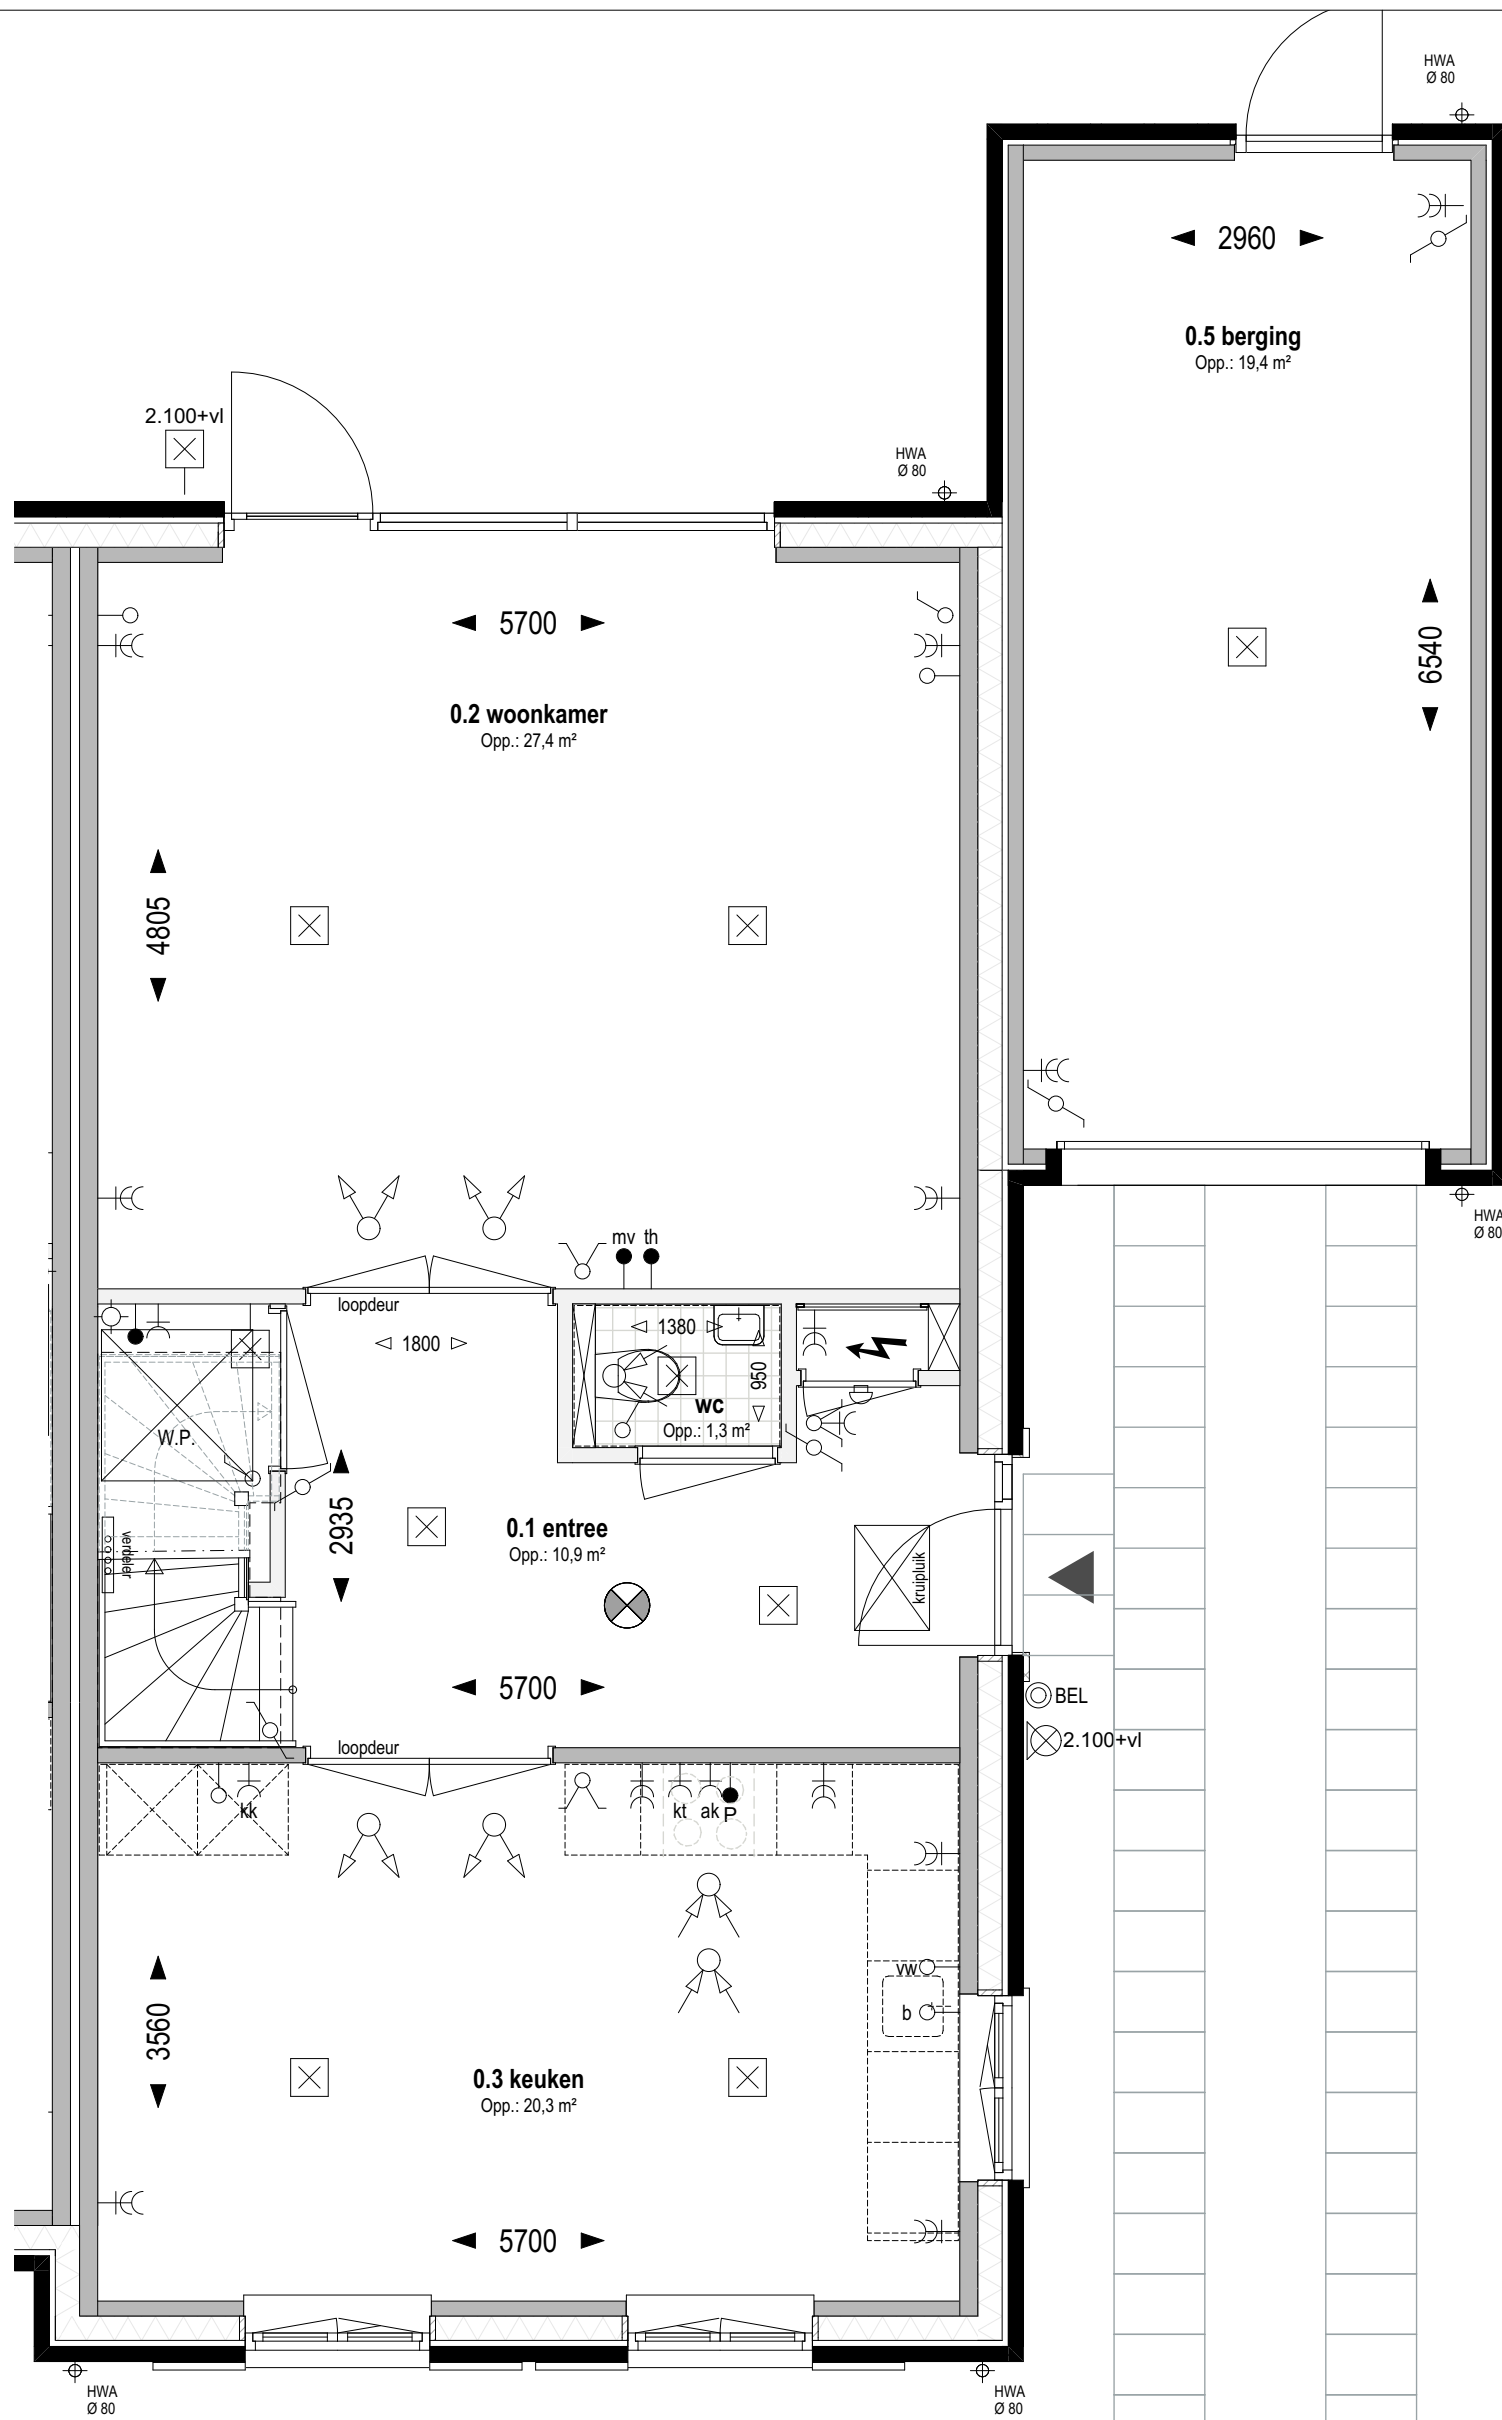 HWA
Ø 80
2960
0.5 berging
Opp.: 19,4 m²
2.100+vl
HWA
Ø 80
5700
6540
0.2 woonkamer
Opp.: 27,4 m²
4805
mv th
HWA
Ø 80
loopdeur
1800
1380
950
wc
Opp.: 1,3 m²
W.P.
verdeler
2935
0.1 entree
Opp.: 10,9 m²
kruipluik
5700
BEL
2.100+vl
loopdeur
kk
kt ak P
vw
b
3560
0.3 keuken
Opp.: 20,3 m²
5700
HWA
Ø 80
HWA
Ø 80